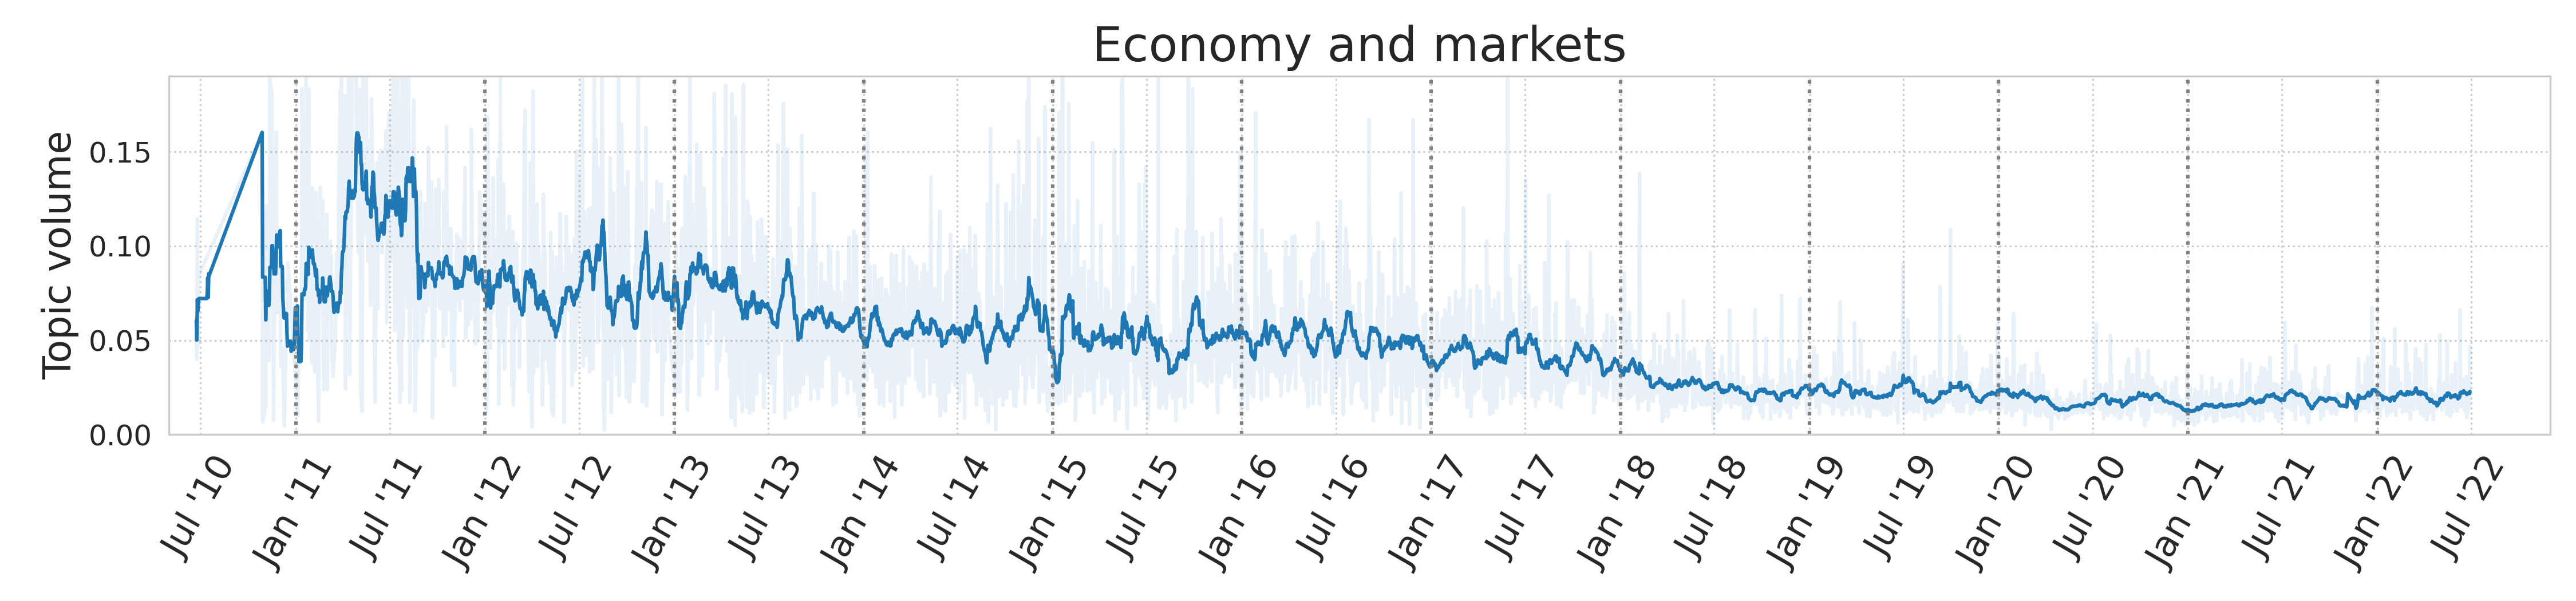 Economy and markets
Topic volume
0.15
0.10
0.05
0.00
Jul '10
Jan '11
Jul '11
Jan '12
Jul '12
Jan '13
Jul '13
Jan '14
Jul '14
Jan '15
Jul '15
Jan '16
Jul '16
Jan '17
Jul '17
Jan '18
Jul '18
Jan '19
Jul '19
Jan '20
Jul '20
Jan '21
Jul '21
Jan '22
Jul '22